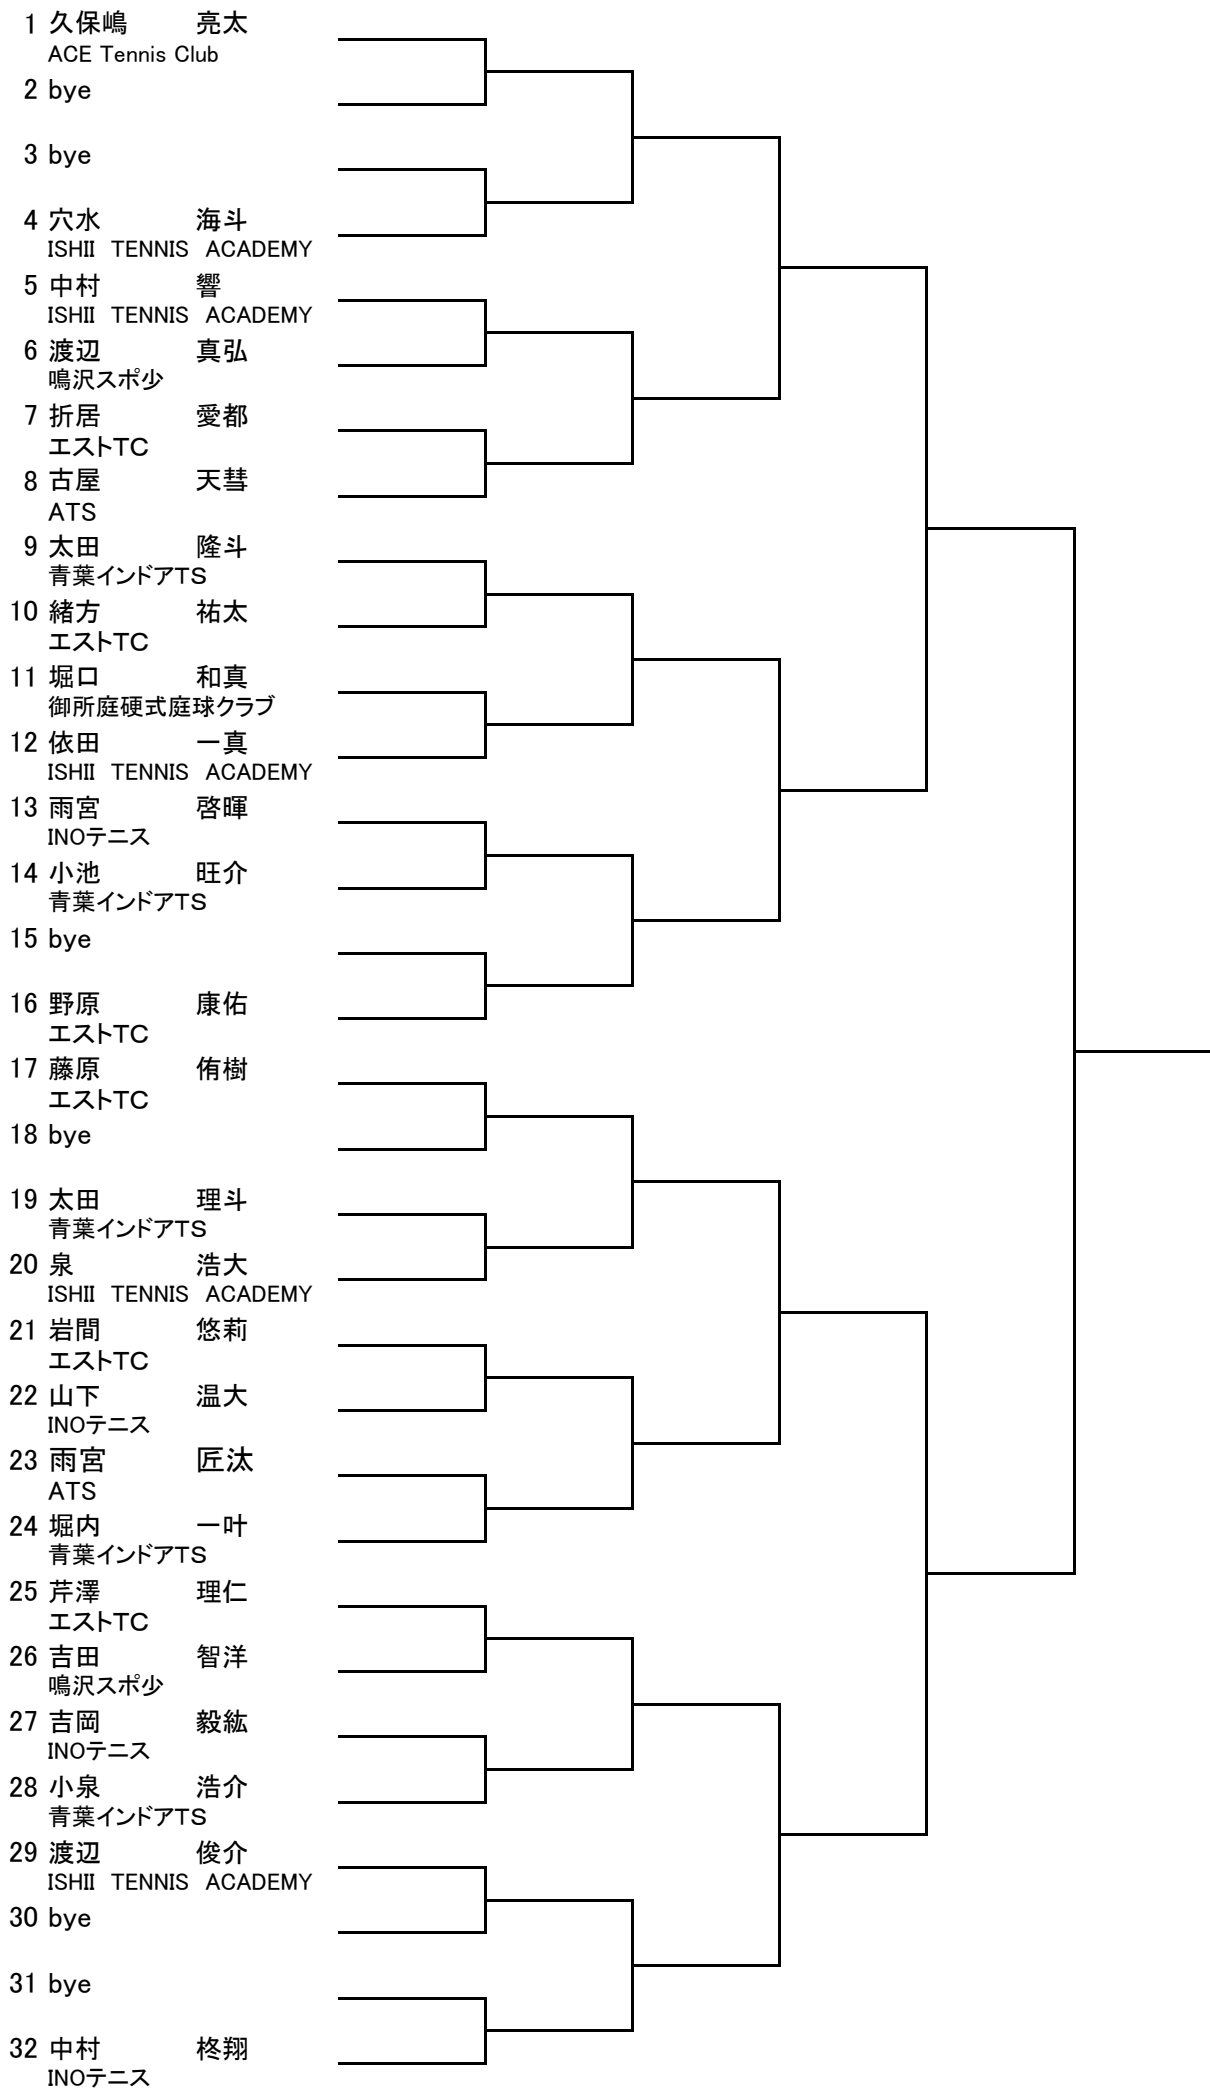 1 久保嶋 亮太
ACE Tennis Club
2 bye
3 bye
4 穴水 海斗
ISHII TENNIS ACADEMY
5 中村 響
ISHII TENNIS ACADEMY
6 渡辺 真弘
鳴沢スポ少
7 折居 愛都
エストTC
8 古屋 天彗
ATS
9 太田 隆斗
青葉インドアTS
10 緒方 祐太
エストTC
11 堀口 和真
御所庭硬式庭球クラブ
12 依田 一真
ISHII TENNIS ACADEMY
13 雨宮 啓暉
INOテニス
14 小池 旺介
青葉インドアTS
15 bye
16 野原 康佑
エストTC
17 藤原 侑樹
エストTC
18 bye
19 太田 理斗
青葉インドアTS
20 泉 浩大
ISHII TENNIS ACADEMY
21 岩間 悠莉
エストTC
22 山下 温大
INOテニス
23 雨宮 匠汰
ATS
24 堀内 一叶
青葉インドアTS
25 芹澤 理仁
エストTC
26 吉田 智洋
鳴沢スポ少
27 吉岡 毅紘
INOテニス
28 小泉 浩介
青葉インドアTS
29 渡辺 俊介
ISHII TENNIS ACADEMY
30 bye
31 bye
32 中村 柊翔
INOテニス